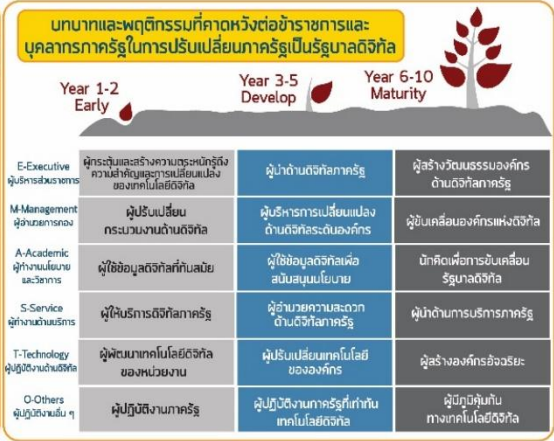 บทบาทและพฤติกรรมที่คาดหวังต่อข้าราชการและ
บุคลากรภาครัฐในการปรับเปลี่ยนภาครัฐเป็นรัฐบาลดิจิทัล
Year 1-2
Early
Year 3-5
Develop
Year 6-10
Maturity
E-Executive
ผู้บริหารส่วนราชการ
ผู้กระตุ้นและสร้างความตระหนักรู้ถึง
ความสำคัญและการเปลี่ยนแปลง
ของเทคโนโลยีดิจิทัล
ผู้นำด้านดิจิทัลภาครัฐ
ผู้สร้างวัฒนธรรมองค์กร
ด้านดิจิทัลภาครัฐ
M-Management
ผู้อำนวยการกอง
ผู้ปรับเปลี่ยน
กระบวนงานด้านดิจิทัล
ผู้บริหารการเปลี่ยนแปลง
ด้านดิจิทัลระดับองค์กร
ผู้ขับเคลื่อนองค์กรแห่งดิจิทัล
A-Academic
ผู้ทำงานนโยบาย
และวิชาการ
ผู้ใช้ข้อมูลดิจิทัลที่ทันสมัย
ผู้ใช้ข้อมูลดิจิทัลเพื่อ
สนับสนุนนโยบาย
นักคิดเพื่อการขับเคลื่อน
รัฐบาลดิจิทัล
S-Service
ผู้ทำงานด้านบริการ
ผู้ให้บริการดิจิทัลภาครัฐ
ผู้อำนวยความสะดวก
ด้านดิจิทัลภาครัฐ
ผู้นำด้านการบริการภาครัฐ
T-Technology
ผู้ปฏิบัติงานด้านดิจิทัล
ผู้พัฒนาเทคโนโลยีดิจิทัล
ของหน่วยงาน
ผู้ปรับเปลี่ยนเทคโนโลยี
ขององค์กร
ผู้สร้างองค์กรอัจฉริยะ
O-Others
ผู้ปฏิบัติงานอื่น ๆ
ผู้ปฏิบัติงานภาครัฐ
ผู้ปฏิบัติงานภาครัฐที่เท่าทัน
เทคโนโลยีดิจิทัล
ผู้มีภูมิคุ้มกัน
ทางเทคโนโลยีดิจิทัล